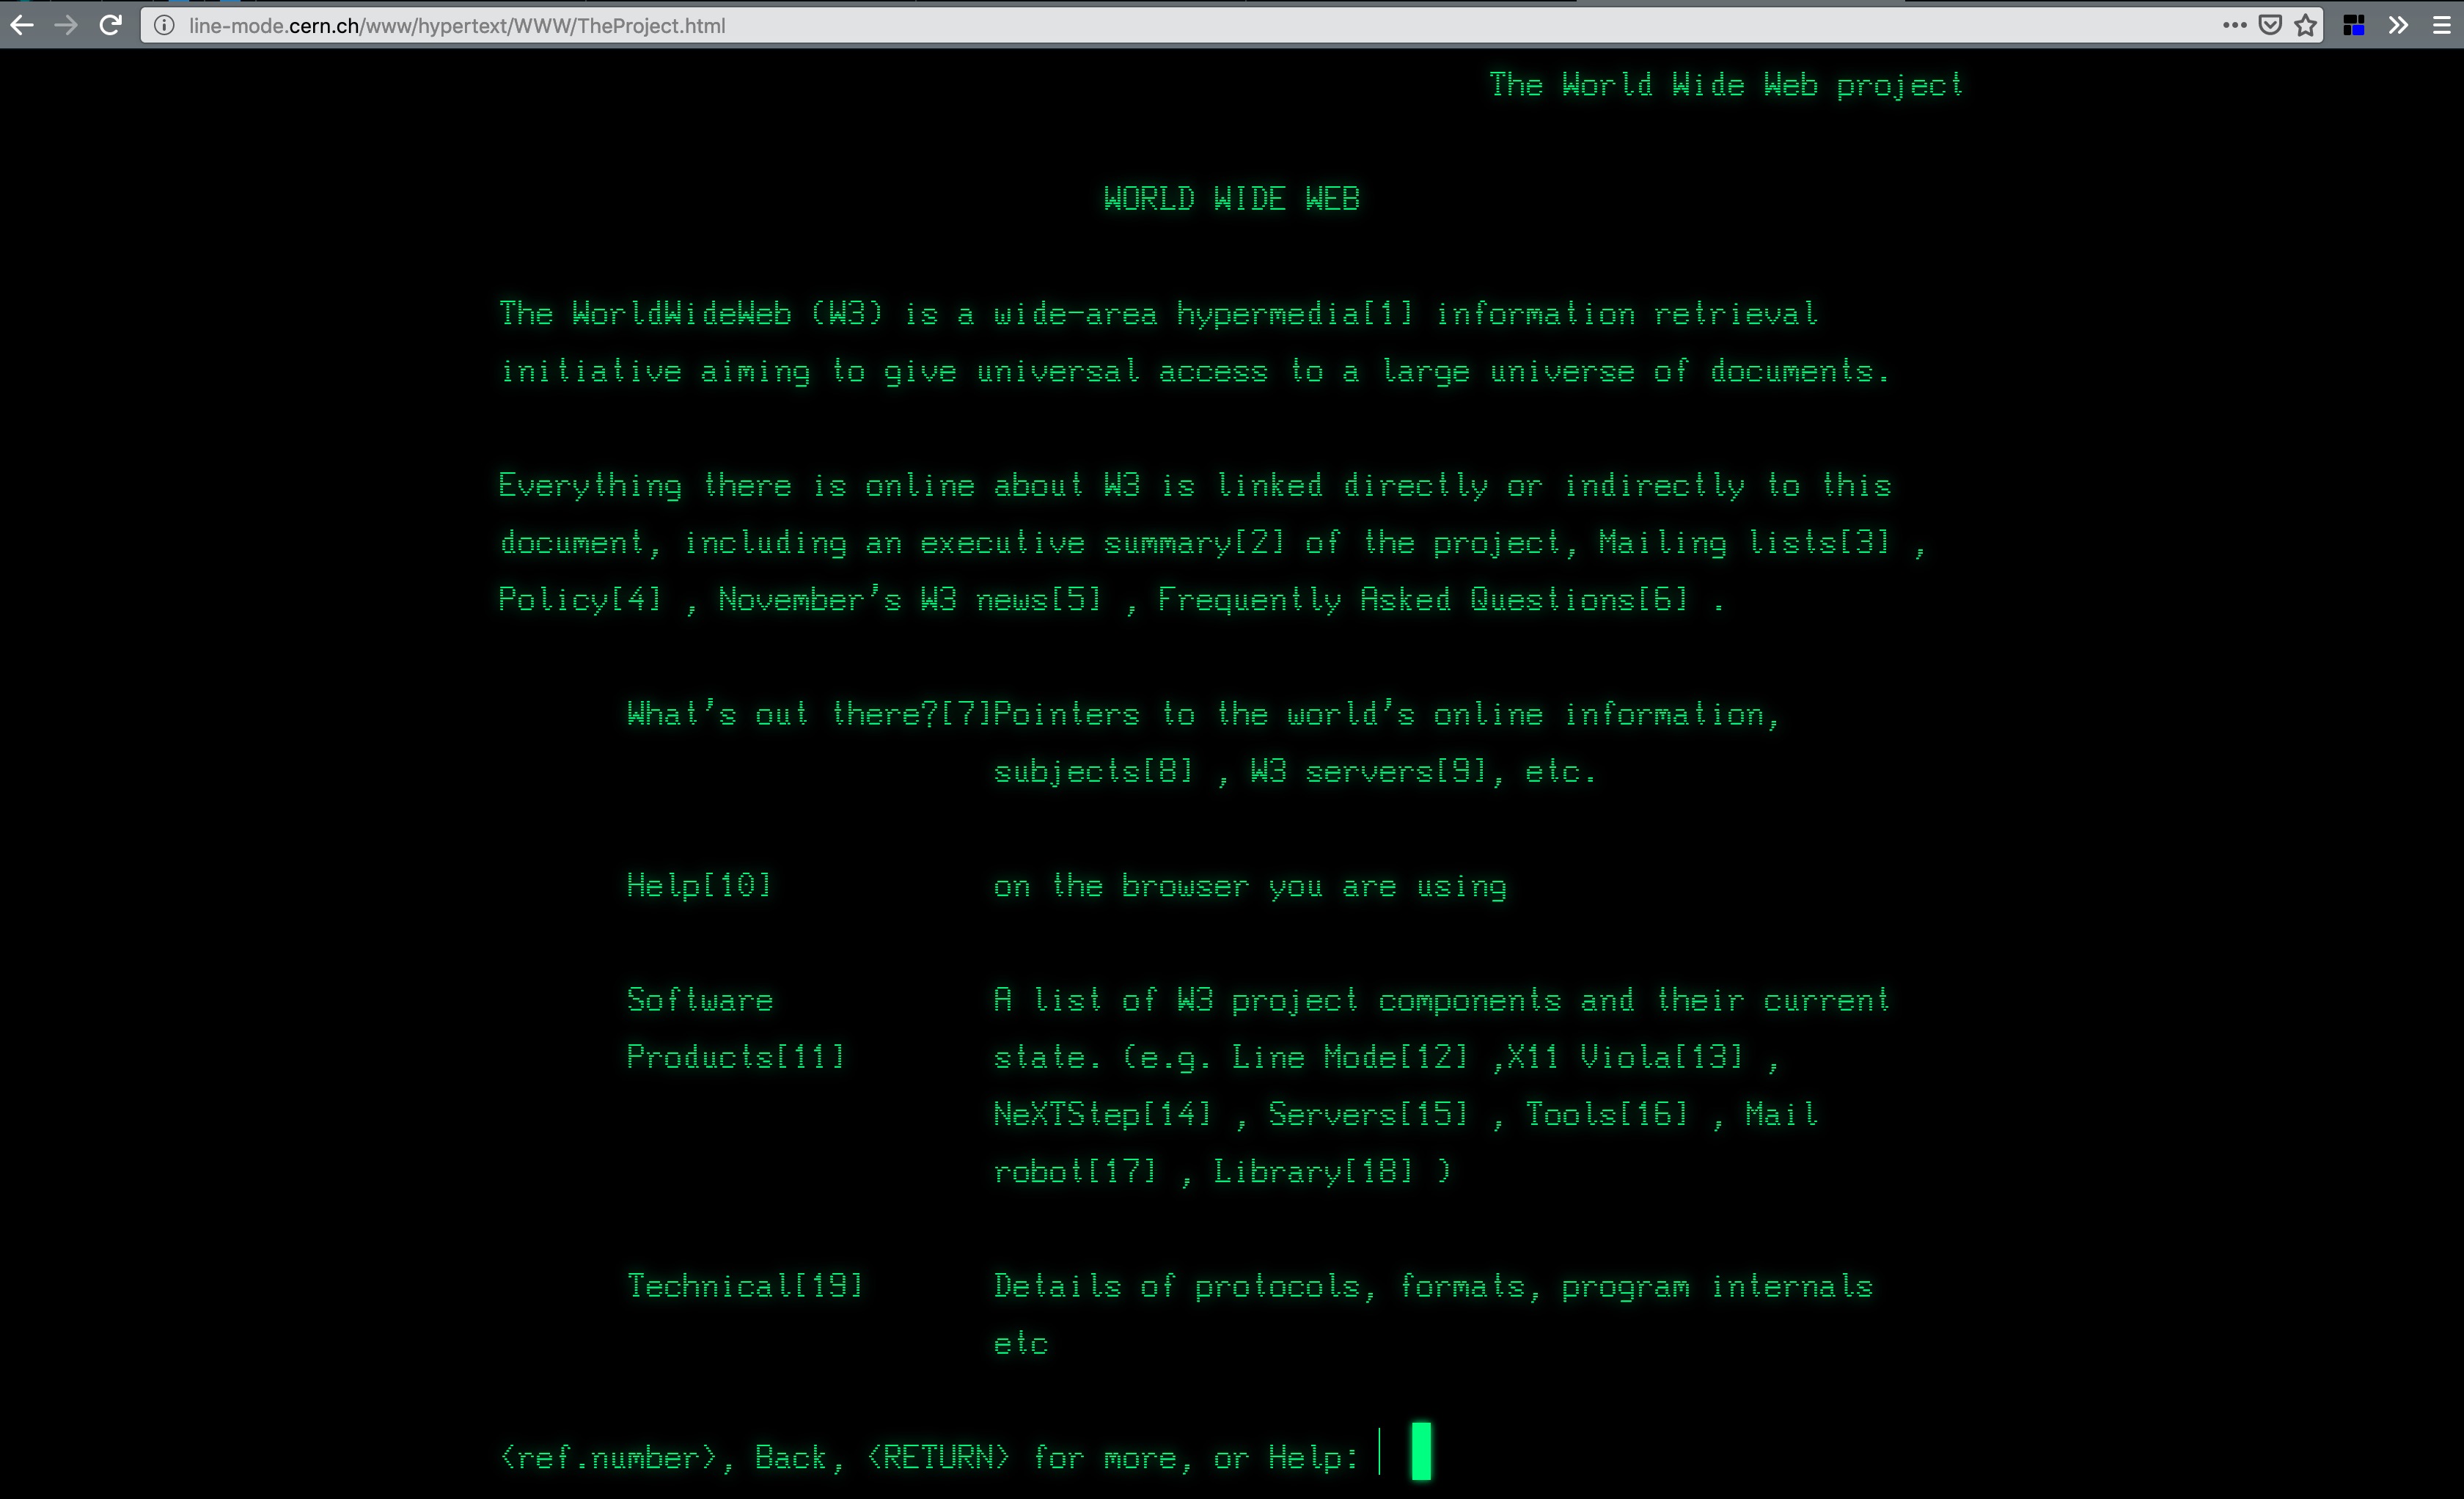 line-mode.cern.ch/www/hypertext/WWW/TheProject.html
The World Wide Web project
WORLD WIDE WEB
The WorldWideWeb (W3) is a wide-area hypermedia[1] information retrieval
initiative aiming to give universal access to a large universe of documents.
Everything there is online about W3 is linked directly or indirectly to this
document, including an executive summary[2] of the project, Mailing lists[3] ,
Policy[4] , November's W3 news[5] , Frequently Asked Questions[6] .
What's out there?[7]Pointers to the world's online information,
subjects[8] , W3 servers[9], etc.
Help[10] on the browser you are using
Software A list of W3 project components and their current
Products[11] state. (e.g. Line Mode[12] ,X11 Viola[13] ,
NeXTStep[14] , Servers[15] , Tools[16] , Mail
robot[17] , Library[18] )
Technical[19] Details of protocols, formats, program internals
etc
<ref.number>, Back, <RETURN> for more, or Help: